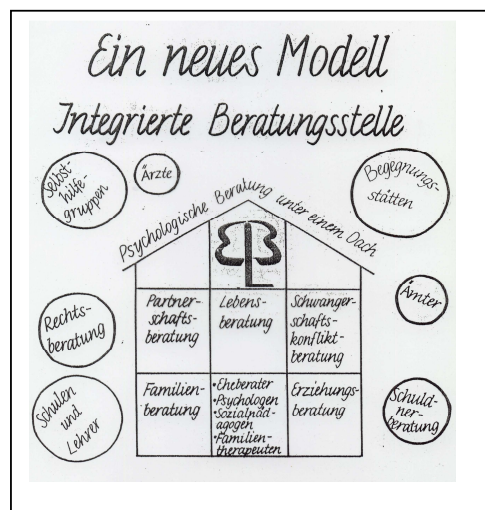 Ein neues Modell
Integrierte Beratungsstelle
Selbst-
hilfe-
gruppen
Ärzte
Begegnungs-
stätten
Psychologische Beratung unter einem Dach
Rechts-
beratung
Ämter
Partner-
schafts-
beratung
Lebens-
beratung
Schwanger-
schafts-
konflikt-
beratung
Schulen
und
Lehrer
Familien-
beratung
•Eheberater
•Psychologen
•Sozialpäd-
agogen
•Familien-
therapeuten
Erziehungs-
beratung
Schuld-
ner-
beratung